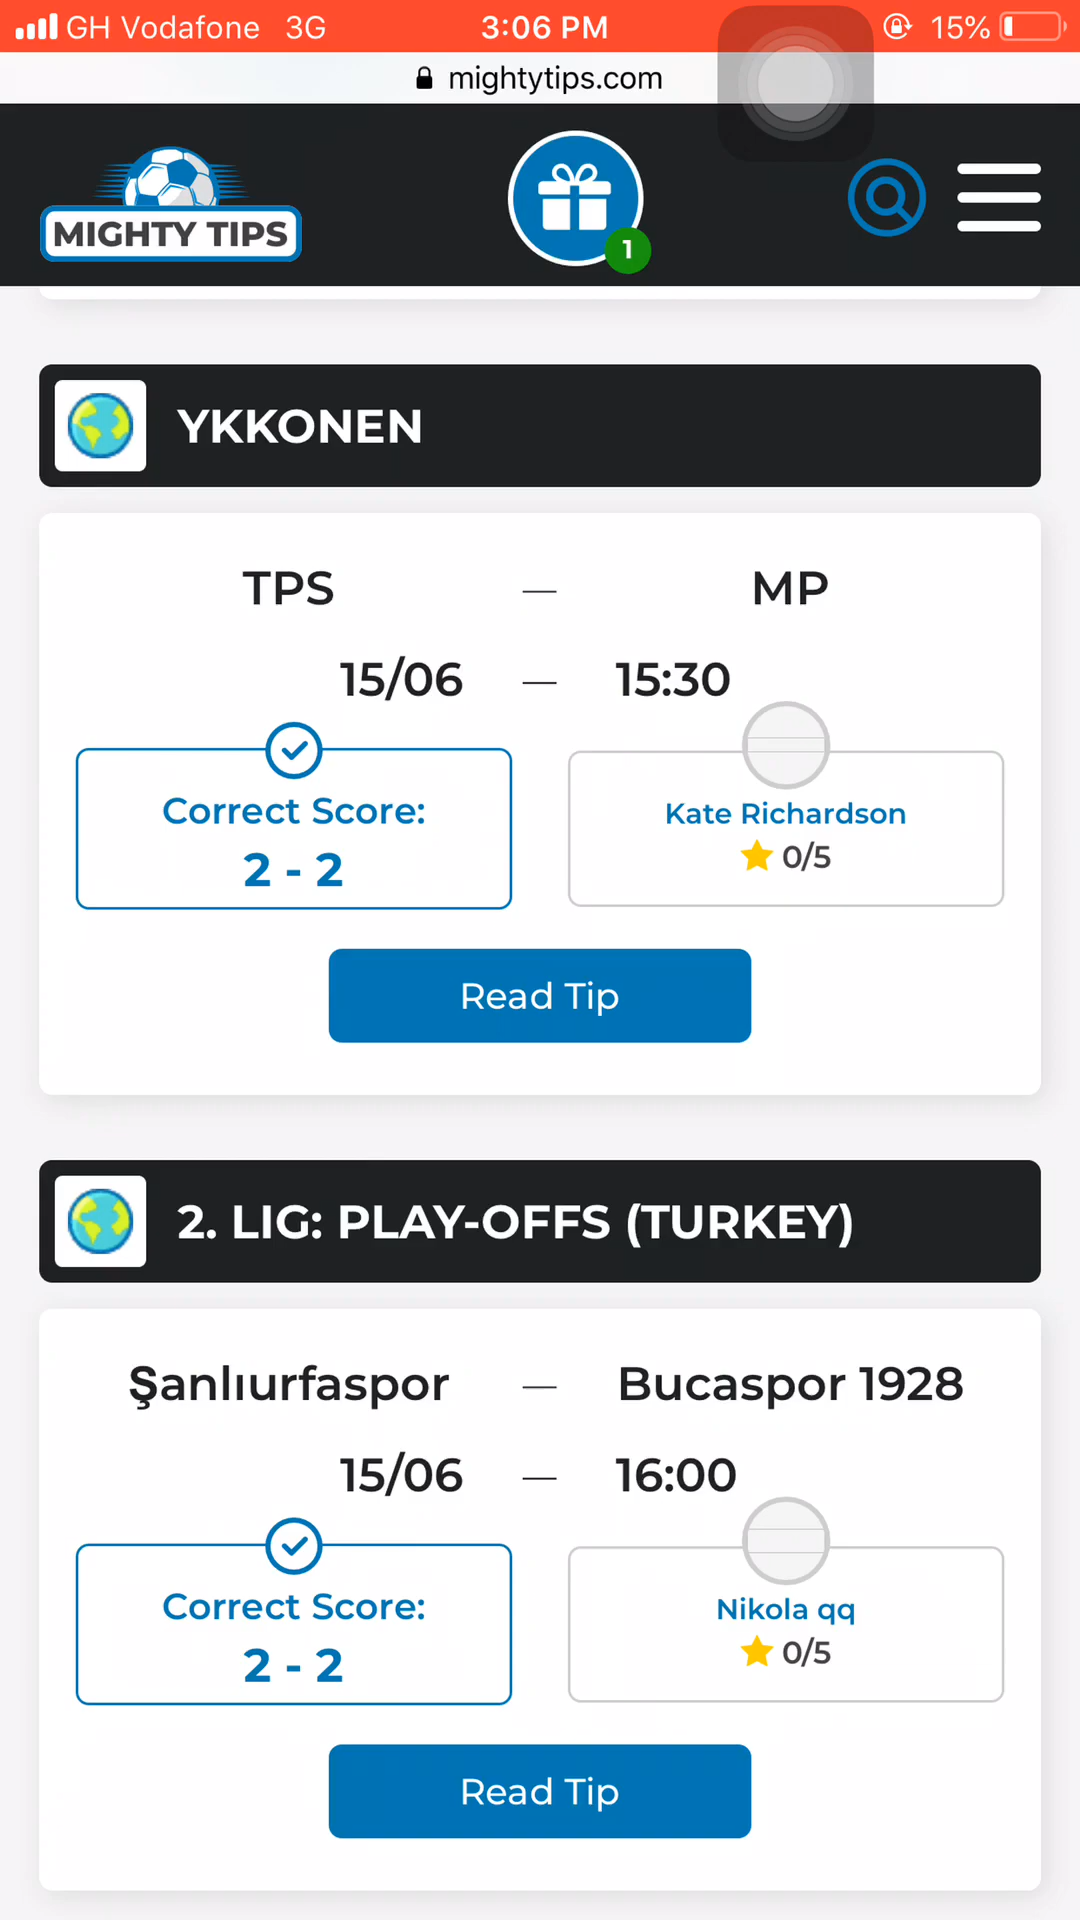 GH Vodafone 3G 3:06 PM 15%
mightytips.com
MIGHTY TIPS
1
YKKONEN
TPS — MP
15/06 — 15:30
Correct Score:
2 - 2
Kate Richardson
0/5
Read Tip
2. LIG: PLAY-OFFS (TURKEY)
Şanlıurfaspor — Bucaspor 1928
15/06 — 16:00
Correct Score:
2 - 2
Nikola qq
0/5
Read Tip